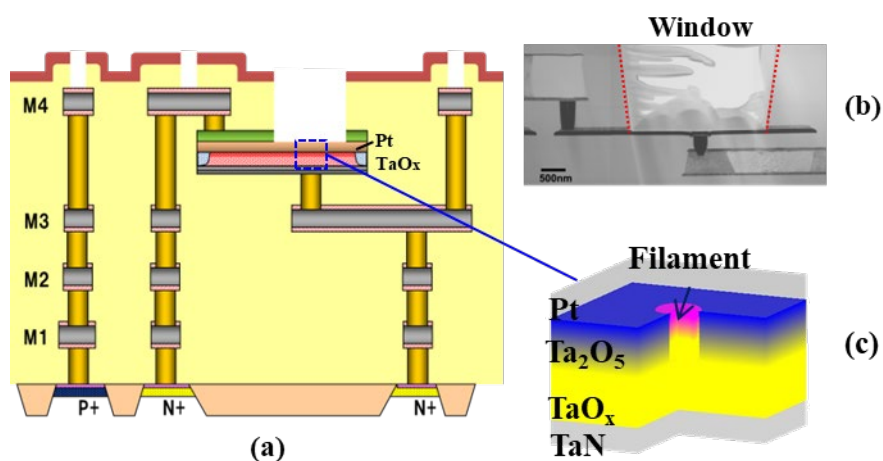 M4
M3
M2
M1
Pt
TaOx
P+
N+
N+
(a)
Window
500nm
(b)
Filament
Pt
Ta2O5
TaOx
TaN
(c)